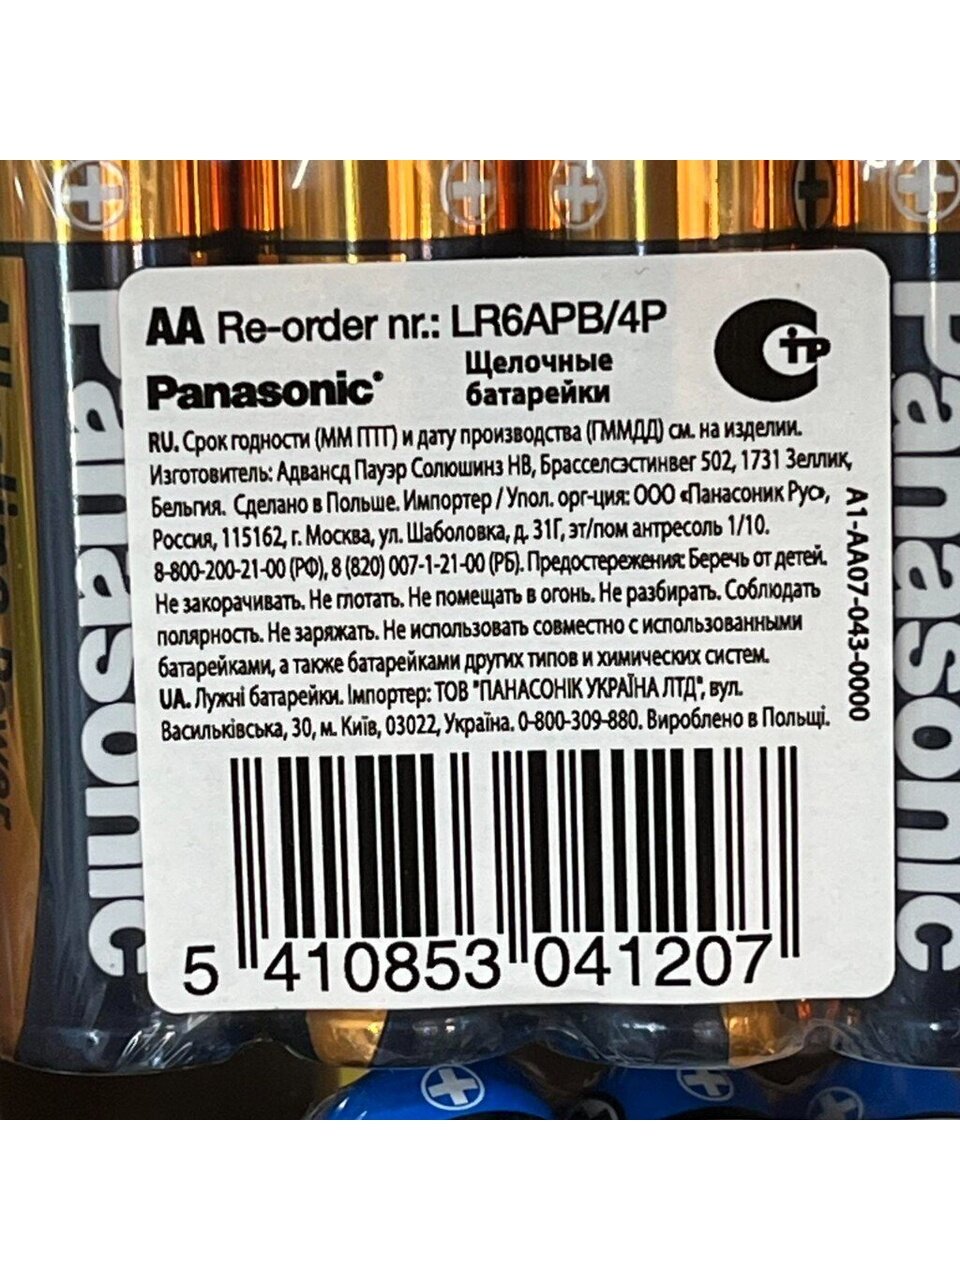 AA Re-order nr.: LR6APB/4P
Panasonic
Щелочные
батарейки
RU. Срок годности (ММ ГГГГ) и дату производства (ГММДД) см. на изделии.
Изготовитель: Адвансд Пауэр Солюшинз НВ, Брасселсэстинвег 502, 1731 Зеллик,
Бельгия. Сделано в Польше. Импортер / Упол. орг-ция: ООО «Панасоник Рус»,
Россия, 115162, г. Москва, ул. Шаболовка, д. 31Г, эт/пом антресоль 1/10.
8-800-200-21-00 (РФ), 8 (820) 007-1-21-00 (РБ). Предостережения: Беречь от детей.
Не закорачивать. Не глотать. Не помещать в огонь. Не разбирать. Соблюдать
полярность. Не заряжать. Не использовать совместно с использованными
батарейками, а также батарейками других типов и химических систем.
UA. Лужні батарейки. Імпортер: ТОВ "ПАНАСОНІК УКРАЇНА ЛТД", вул.
Васильківська, 30, м. Київ, 03022, Україна. 0-800-309-880. Вироблено в Польщі.
A1-AA07-043-0000
5 410853 041207
Panasonic
Panasonic
Alkaline Power